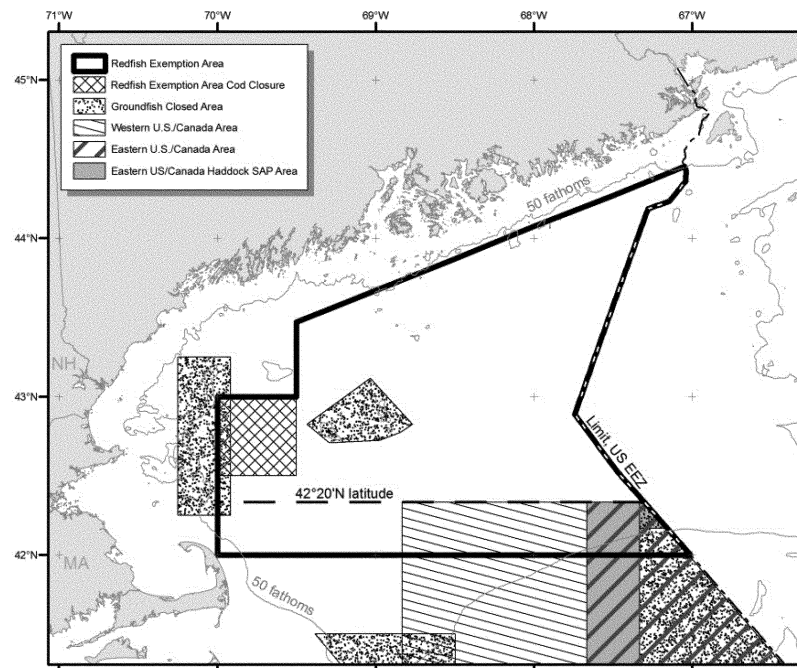 71°W
70°W
69°W
68°W
67°W
Redfish Exemption Area
Redfish Exemption Area Cod Closure
Groundfish Closed Area
Western U.S./Canada Area
Eastern U.S./Canada Area
Eastern US/Canada Haddock SAP Area
45°N
50 fathoms
44°N
NH
43°N
Limit, US EEZ
42°20'N latitude
42°N
MA
50 fathoms